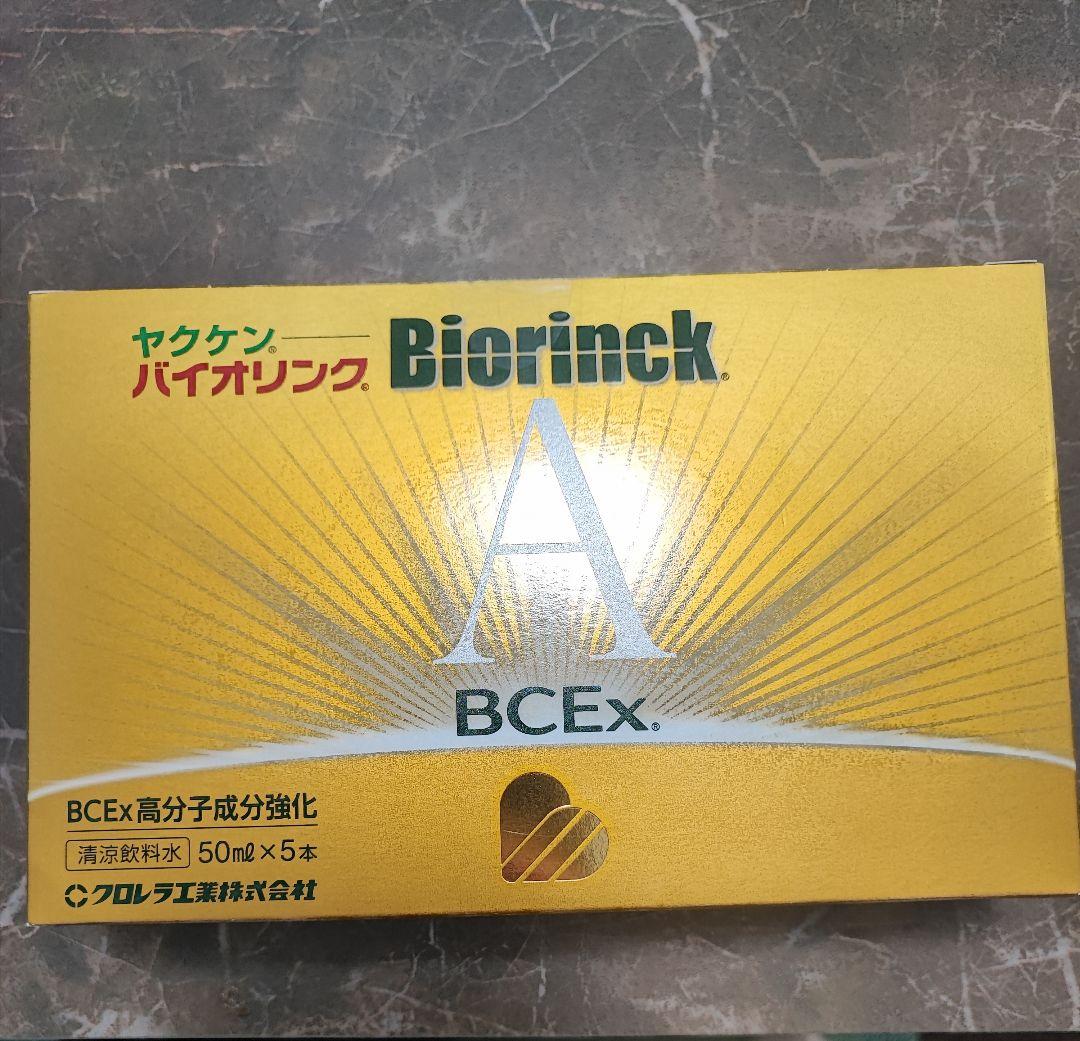 ヤクケン®
バイオリンク®
Biorinck®
A
BCEx®
BCEx高分子成分強化
清涼飲料水 50㎖×5本
クロレラ工業株式会社